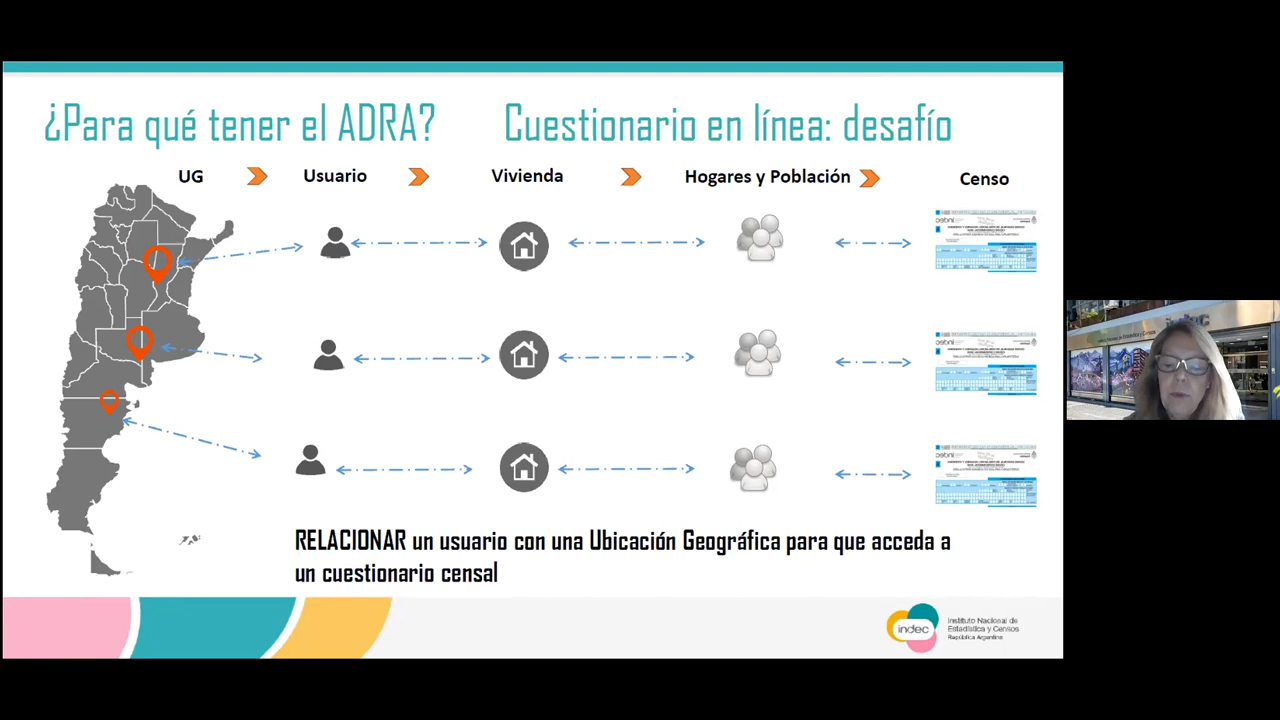 ¿Para qué tener el ADRA?
Cuestionario en línea: desafío
UG
Usuario
Vivienda
Hogares y Población
Censo
RELACIONAR un usuario con una Ubicación Geográfica para que acceda a
un cuestionario censal
indec
Instituto Nacional de
Estadística y Censos
República Argentina
indec